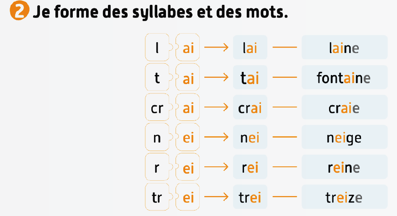 2 Je forme des syllabes et des mots.
l ai → lai — laine
t ai → tai — fontaine
cr ai → crai — craie
n ei → nei — neige
r ei → rei — reine
tr ei → trei — treize